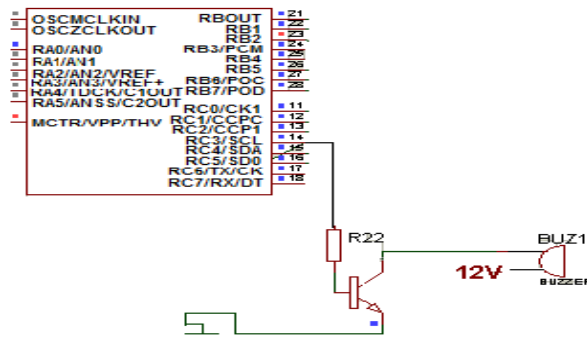 OSCMCLKIN
OSCZCLKOUT
RA0/AN0
RA1/AN1
RA2/AN2/VREF
RA3/AN3/VREF+
RA4/TDCK/C1OUT
RA5/ANSS/C2OUT
MCTR/VPP/THV
RBOUT 21
RB1 22
RB2 23
RB3/PCM 24
RB4 25
RB5 26
RB6/POC 27
RB7/POD 28
RC0/CK1 11
RC1/CCPC 12
RC2/CCP1 13
RC3/SCL 14
RC4/SDA 15
RC5/SD0 16
RC6/TX/CK 17
RC7/RX/DT 18
R22
BUZ1
12V
BUZZER